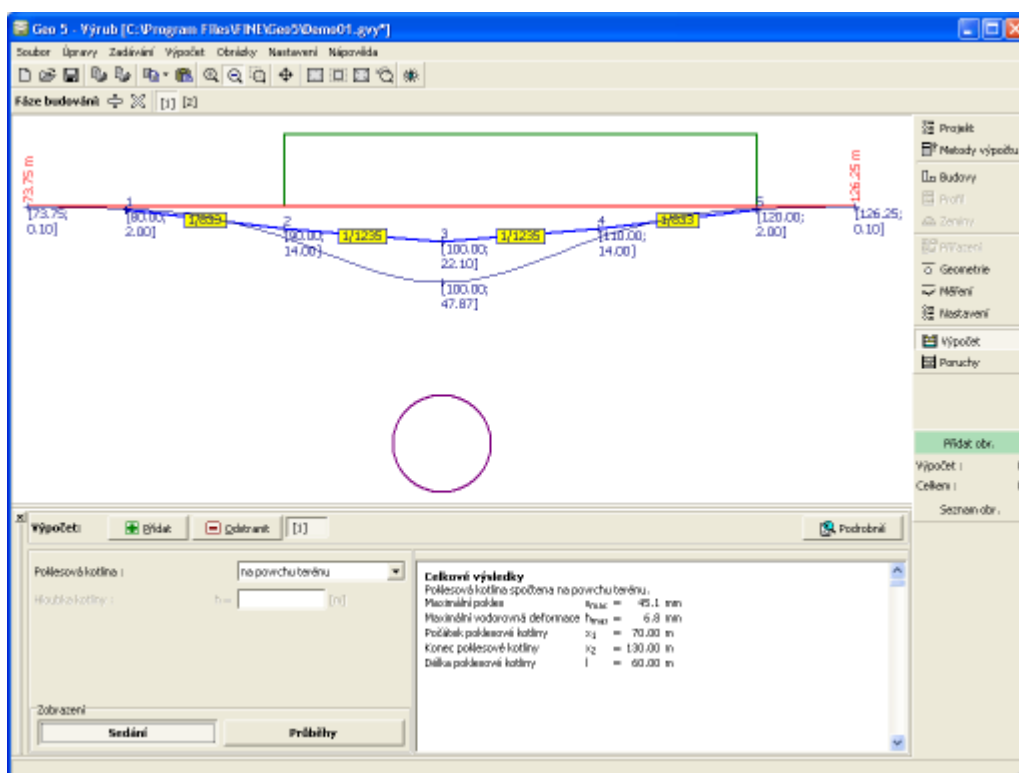 Geo 5 - Výrub [C:\Program Files\FINE\Geo5\Demo01.gvy*]
Soubor Úpravy Zadávání Výpočet Obrázky Nastavení Nápověda
Fáze budování: [1] [2]
73.75 m
126.25 m
[73.75;
0.10]
1
[80.00;
2.00]
2
[90.00;
14.00]
1/1235
3
[100.00;
22.10]
[100.00;
47.87]
1/1235
4
[110.00;
14.00]
5
[120.00;
2.00]
[126.25;
0.10]
Projekt
Metody výpočtu
Budovy
Profil
Zeminy
Přiřazení
Geometrie
Měření
Nastavení
Výpočet
Poruchy
Přidat obr.
Výpočet :
Celkem :
Seznam obr.
Výpočet: Přidat Odstranit [1] Podrobně
Poklesová kotlina : na povrchu terénu
Hloubka kotliny : h = [m]
Zobrazení
Sedání Průběhy
Celkové výsledky
Poklesová kotlina spočtena na povrchu terénu.
Maximální pokles smax = 45.1 mm
Maximální vodorovná deformace hmax = 6.8 mm
Počátek poklesové kotliny x1 = 70.00 m
Konec poklesové kotliny x2 = 130.00 m
Délka poklesové kotliny l = 60.00 m